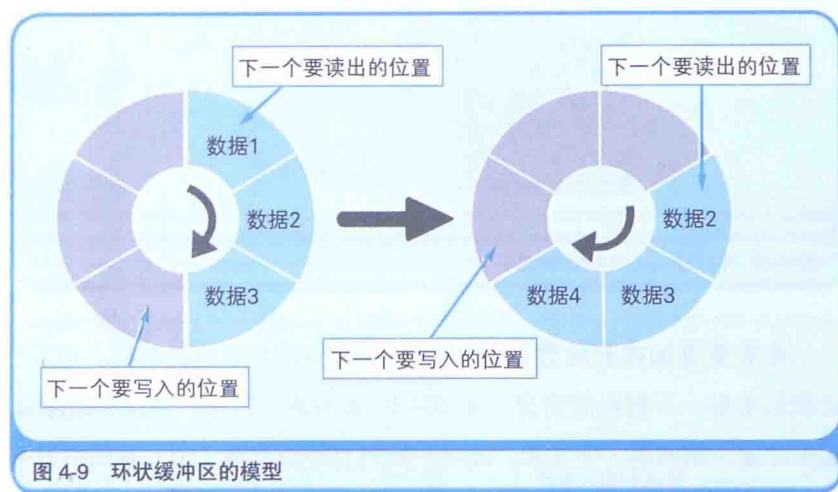 下一个要读出的位置
数据1
数据2
数据3
下一个要写入的位置
下一个要读出的位置
数据2
数据3
数据4
下一个要写入的位置
图 4-9 环状缓冲区的模型